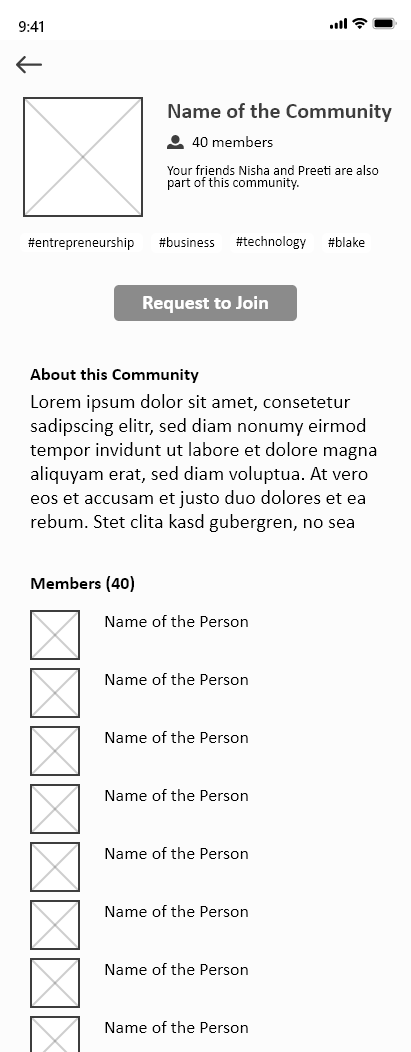 9:41
Name of the Community
40 members
Your friends Nisha and Preeti are also
part of this community.
#entrepreneurship #business #technology #blake
Request to Join
About this Community
Lorem ipsum dolor sit amet, consetetur
sadipscing elitr, sed diam nonumy eirmod
tempor invidunt ut labore et dolore magna
aliquyam erat, sed diam voluptua. At vero
eos et accusam et justo duo dolores et ea
rebum. Stet clita kasd gubergren, no sea
Members (40)
Name of the Person
Name of the Person
Name of the Person
Name of the Person
Name of the Person
Name of the Person
Name of the Person
Name of the Person